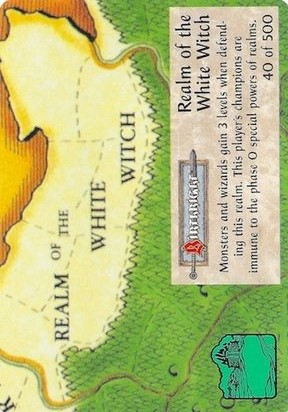 REALM OF THE
WHITE
WITCH
Realm of the
White Witch
BIRTHRIGHT
Monsters and wizards gain 3 levels when defend-
ing this realm. This player's champions are
immune to the phase O special powers of realms.
40 of 500